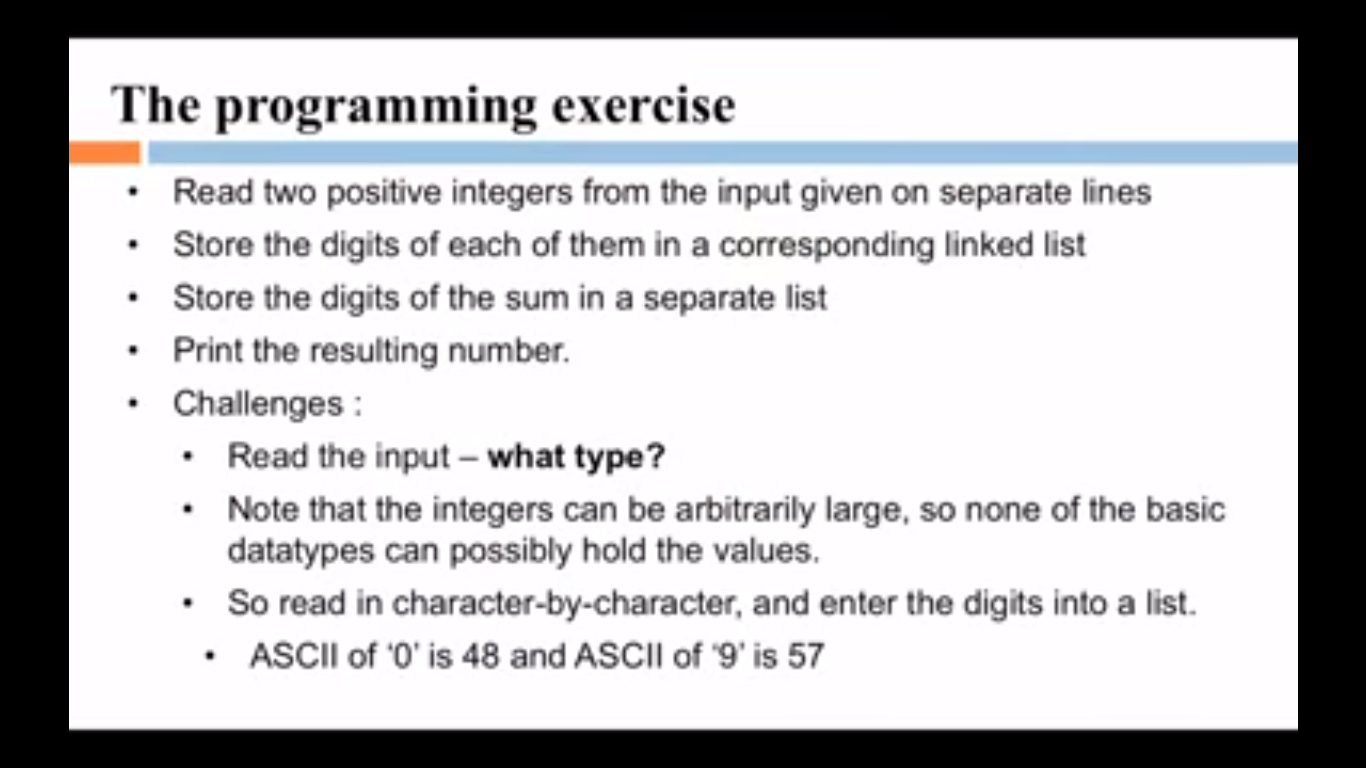 The programming exercise
• Read two positive integers from the input given on separate lines
• Store the digits of each of them in a corresponding linked list
• Store the digits of the sum in a separate list
• Print the resulting number.
• Challenges :
• Read the input – what type?
• Note that the integers can be arbitrarily large, so none of the basic
datatypes can possibly hold the values.
• So read in character-by-character, and enter the digits into a list.
• ASCII of ‘0’ is 48 and ASCII of ‘9’ is 57